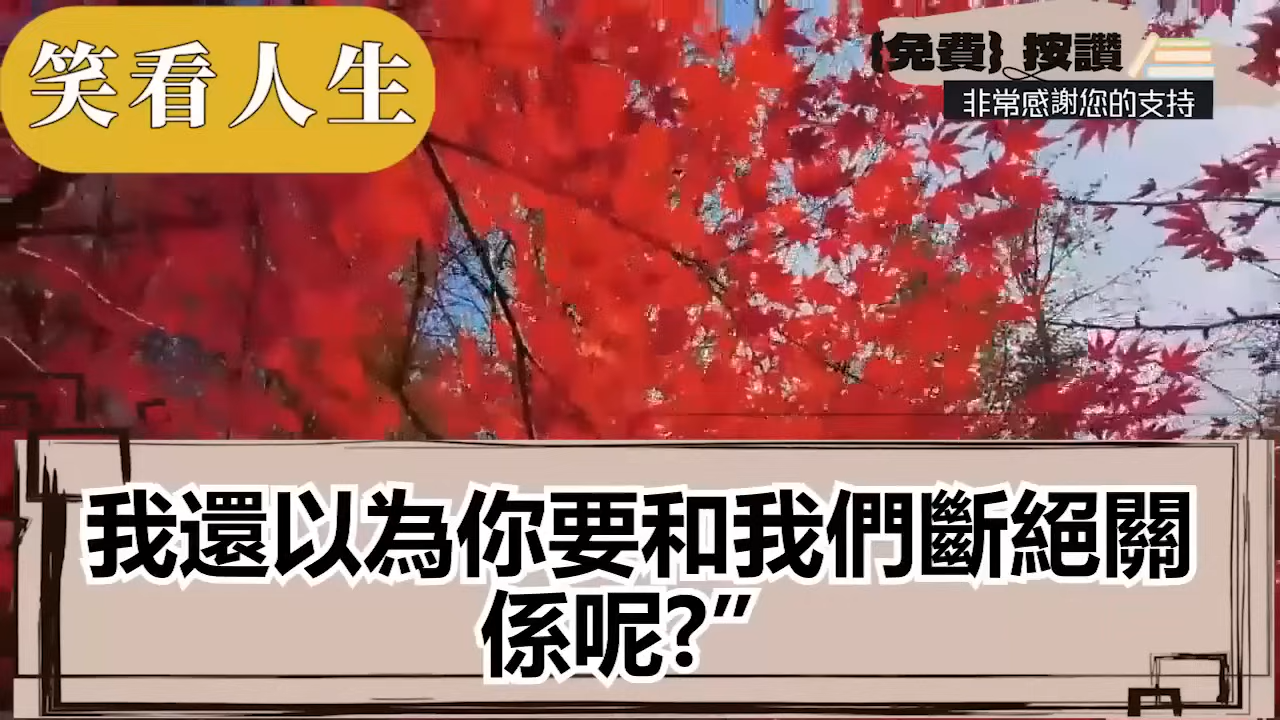 笑看人生
{免費} 按讚
非常感謝您的支持
我還以為你要和我們斷絕關
係呢?”